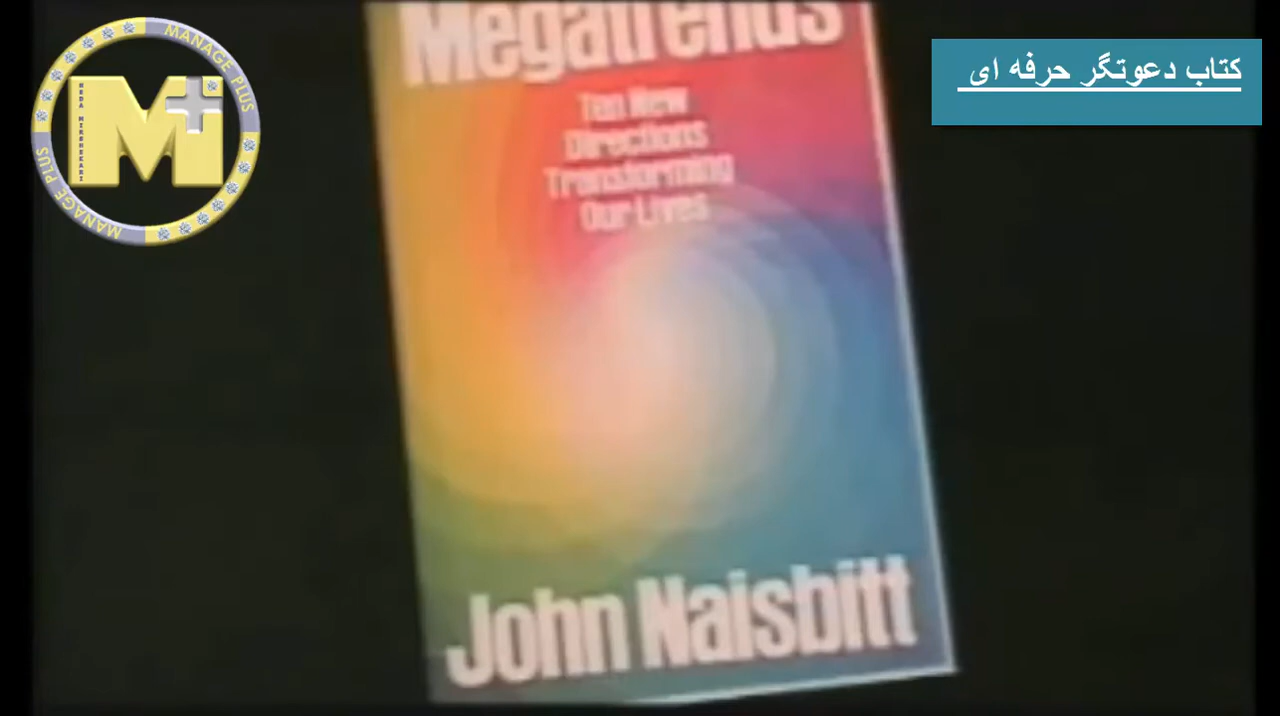 MANAGE PLUS
M+
MANAGE PLUS
کتاب دعوتگر حرفه ای
Megatrends
Ten New
Directions
Transforming
Our Lives
John Naisbitt